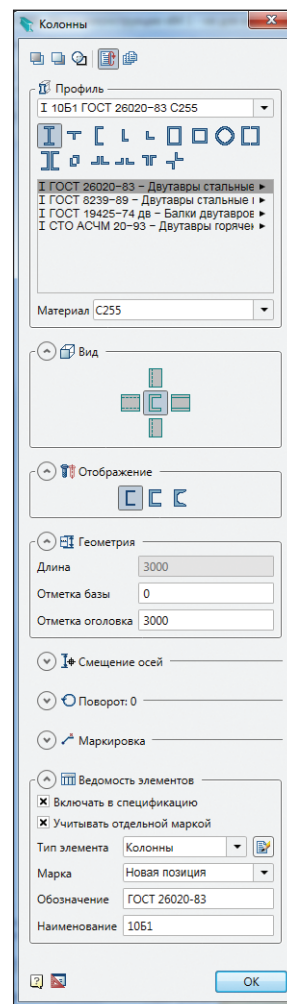 Колонны
Профиль
I 10Б1 ГОСТ 26020-83 С255
I ГОСТ 26020-83 - Двутавры стальные
I ГОСТ 8239-89 - Двутавры стальные
I ГОСТ 19425-74 дв - Балки двутавров
I СТО АСЧМ 20-93 - Двутавры горячек
Материал С255
Вид
Отображение
Геометрия
Длина 3000
Отметка базы 0
Отметка оголовка 3000
Смещение осей
Поворот: 0
Маркировка
Ведомость элементов
Включать в спецификацию
Учитывать отдельной маркой
Тип элемента Колонны
Марка Новая позиция
Обозначение ГОСТ 26020-83
Наименование 10Б1
ОК